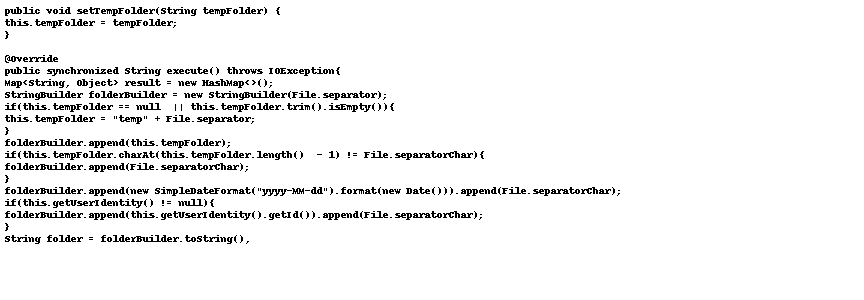 public void setTempFolder(String tempFolder) {
this.tempFolder = tempFolder;
}

@Override
public synchronized String execute() throws IOException{
Map<String, Object> result = new HashMap<>();
StringBuilder folderBuilder = new StringBuilder(File.separator);
if(this.tempFolder == null  || this.tempFolder.trim().isEmpty()){
this.tempFolder = "temp" + File.separator;
}
folderBuilder.append(this.tempFolder);
if(this.tempFolder.charAt(this.tempFolder.length()  - 1) != File.separatorChar){
folderBuilder.append(File.separatorChar);
}
folderBuilder.append(new SimpleDateFormat("yyyy-MM-dd").format(new Date())).append(File.separatorChar);
if(this.getUserIdentity() != null){
folderBuilder.append(this.getUserIdentity().getId()).append(File.separatorChar);
}
String folder = folderBuilder.toString(),